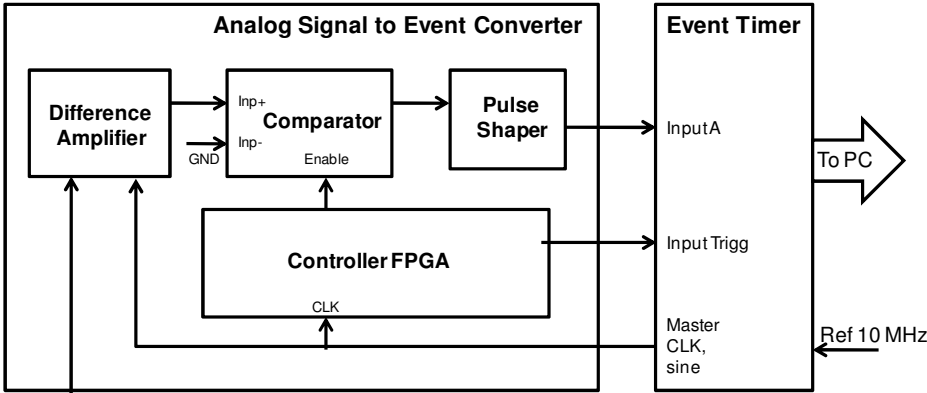 Analog Signal to Event Converter
Event Timer
Difference
Amplifier
Inp+
Inp-
GND
Comparator
Enable
Pulse
Shaper
Input A
To PC
Controller FPGA
CLK
Input Trigg
Master
CLK,
sine
Ref 10 MHz